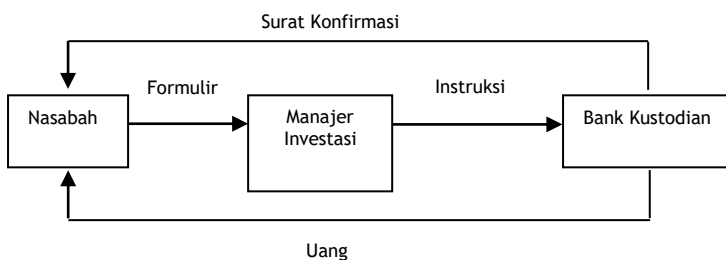 Surat Konfirmasi
Formulir
Instruksi
Nasabah
Manajer
Investasi
Bank Kustodian
Uang